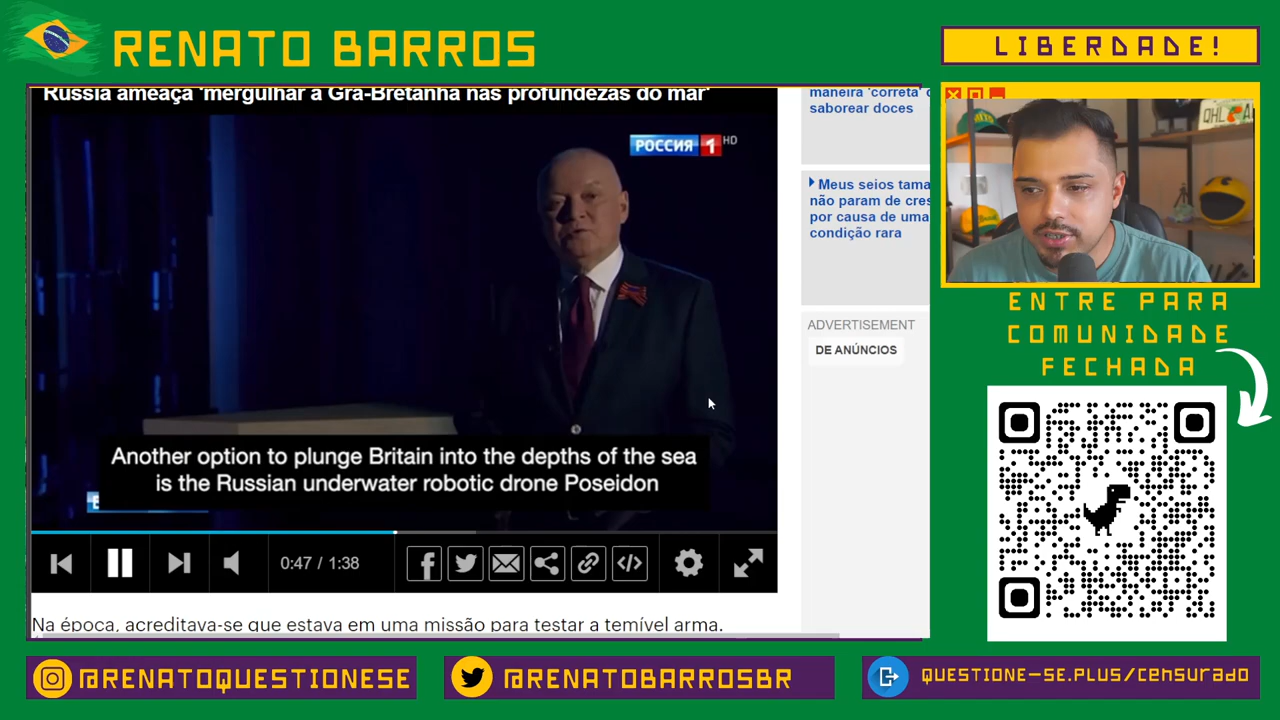 RENATO BARROS
LIBERDADE!
Rússia ameaça 'mergulhar a Grã-Bretanha nas profundezas do mar'
РОССИЯ 1 HD
Another option to plunge Britain into the depths of the sea
is the Russian underwater robotic drone Poseidon
0:47 / 1:38
Na época, acreditava-se que estava em uma missão para testar a temível arma.
maneira 'correta'
saborear doces
Meus seios tama
não param de cres
por causa de uma
condição rara
ADVERTISEMENT
DE ANÚNCIOS
QHL
ENTRE PARA
COMUNIDADE
FECHADA
@RENATOQUESTIONESE
@RENATOBARROSBR
QUESTIONE-SE.PLUS/censurado